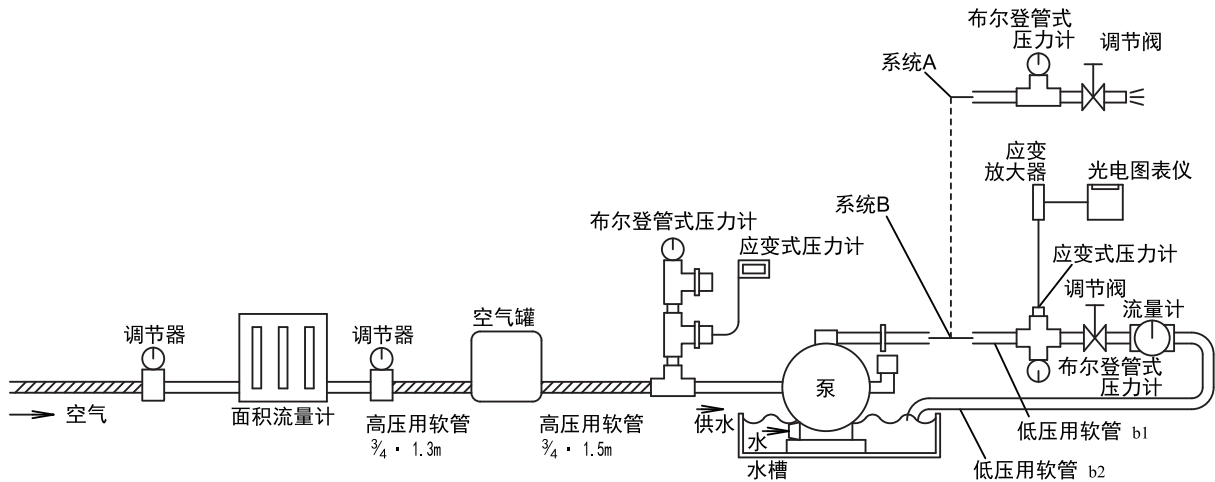 布尔登管式
压力计
调节阀
系统A
应变
放大器
光电图表仪
系统B
布尔登管式压力计
应变式压力计
应变式压力计
调节阀
流量计
空气罐
调节器
调节器
布尔登管式
压力计
泵
空气
面积流量计
高压用软管
3/4 · 1.3m
高压用软管
3/4 · 1.5m
供水
水
水槽
低压用软管 b1
低压用软管 b2